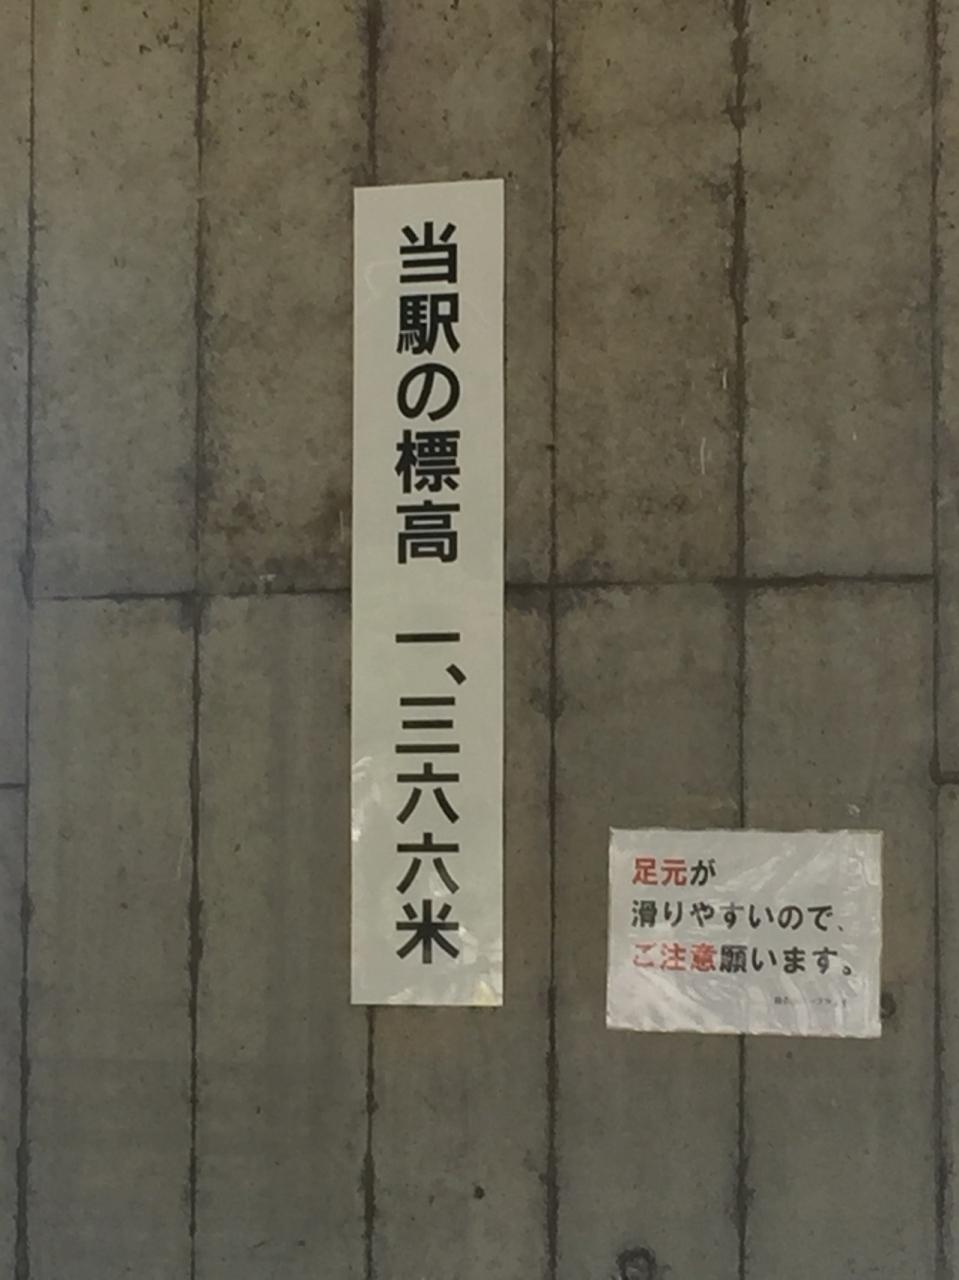 当駅の標高 一、三六六米
足元が
滑りやすいので、
ご注意願います。